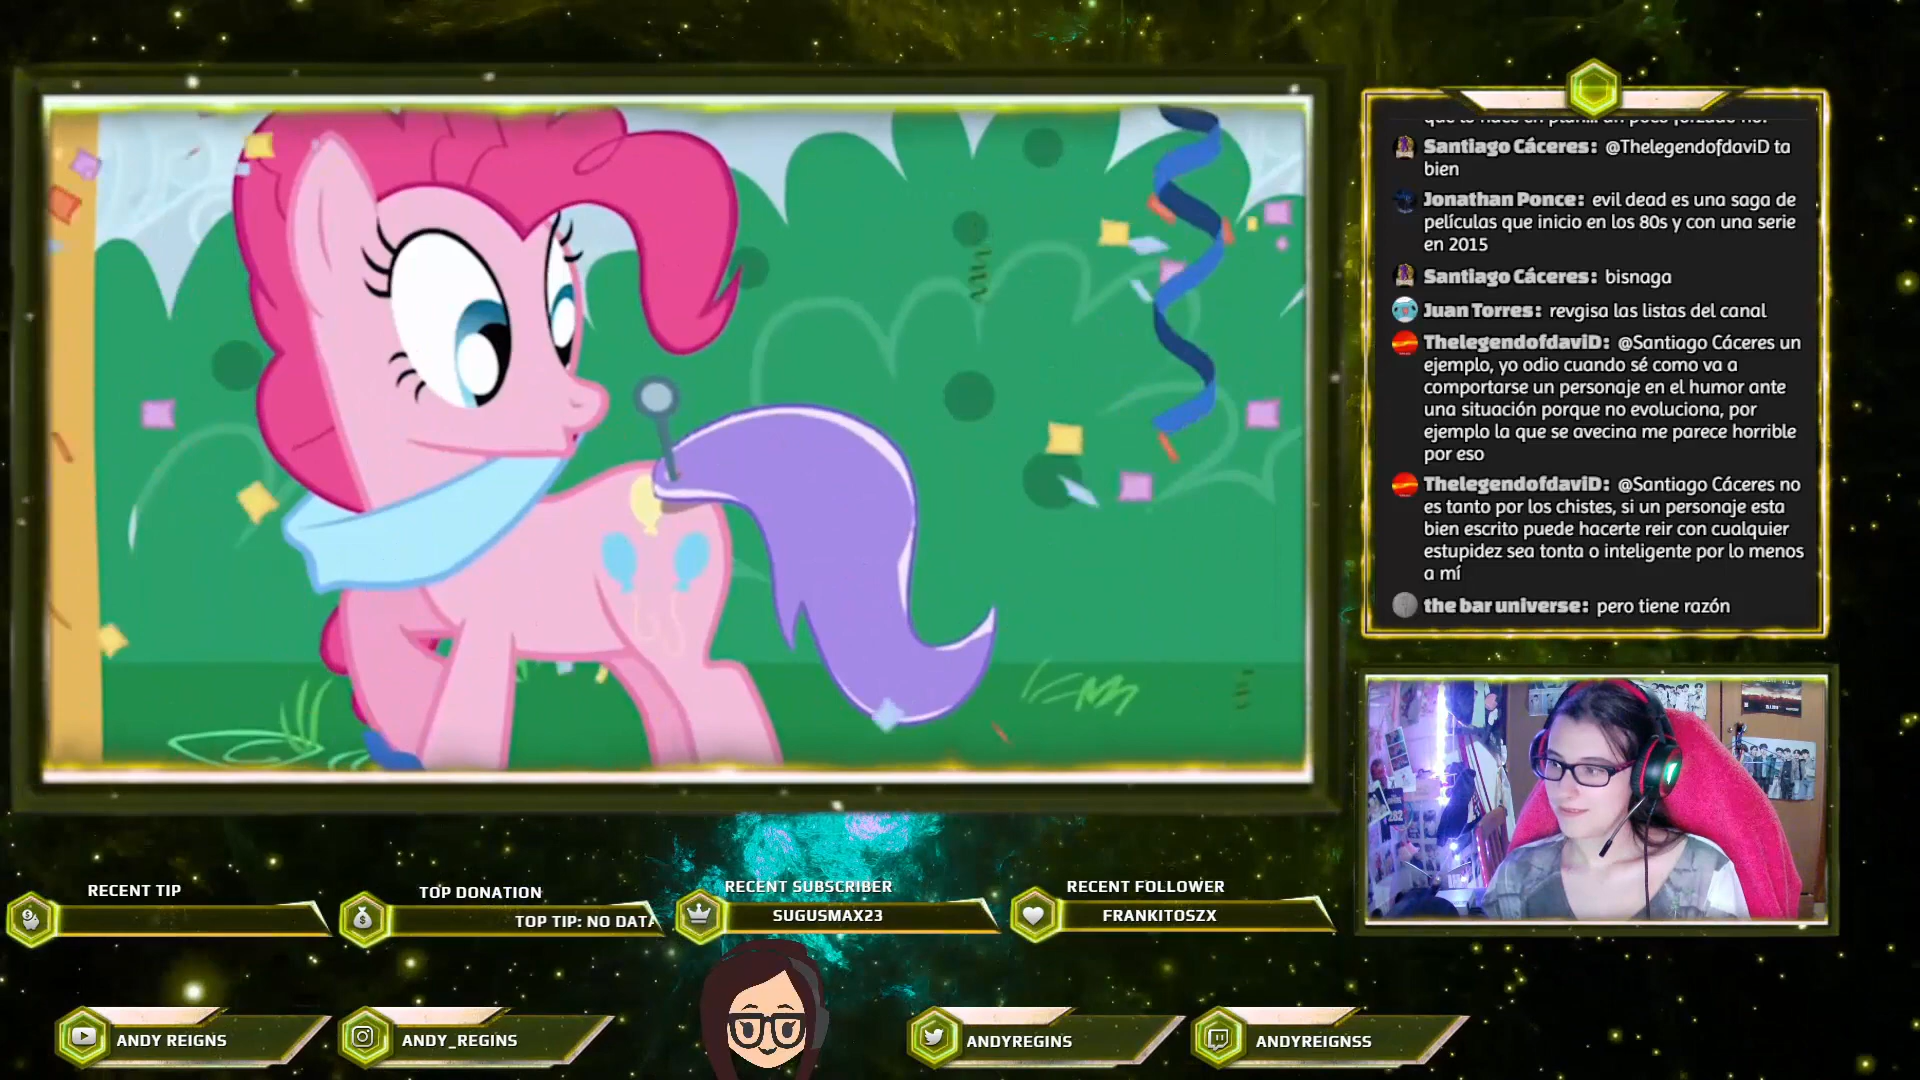 Santiago Cáceres: @ThelegendofdaviD ta
bien
Jonathan Ponce: evil dead es una saga de
películas que inicio en los 80s y con una serie
en 2015
Santiago Cáceres: bisnaga
Juan Torres: revgisa las listas del canal
ThelegendofdaviD: @Santiago Cáceres un
ejemplo, yo odio cuando sé como va a
comportarse un personaje en el humor ante
una situación porque no evoluciona, por
ejemplo la que se avecina me parece horrible
por eso
ThelegendofdaviD: @Santiago Cáceres no
es tanto por los chistes, si un personaje esta
bien escrito puede hacerte reir con cualquier
estupidez sea tonta o inteligente por lo menos
a mí
the bar universe: pero tiene razón
RECENT TIP
TOP DONATION
TOP TIP: NO DATA
RECENT SUBSCRIBER
SUGUSMAX23
RECENT FOLLOWER
FRANKITOSZX
ANDY REIGNS
ANDY_REGINS
ANDYREGINS
ANDYREIGNSS